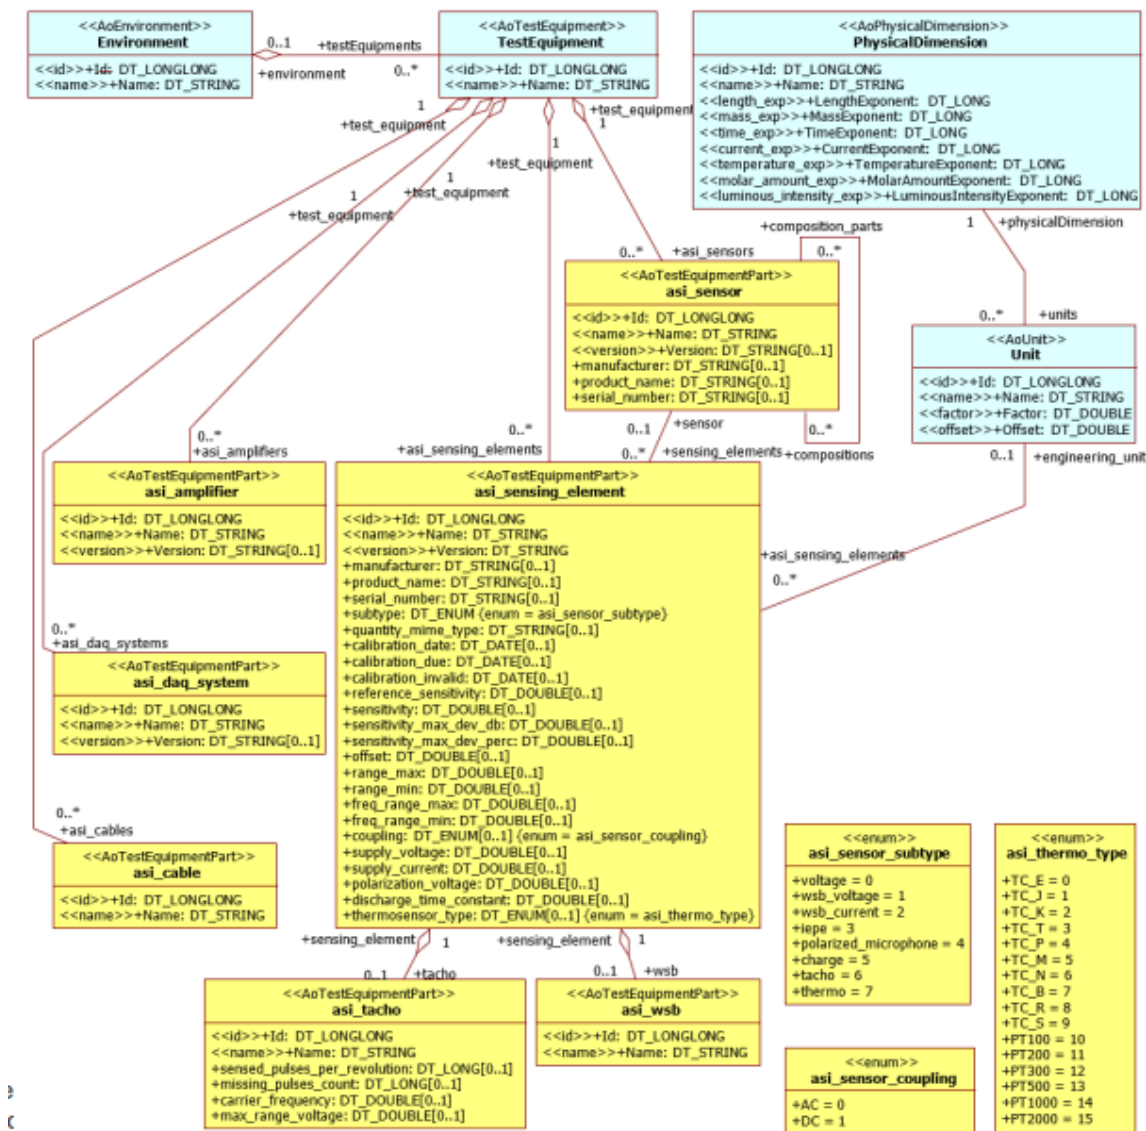 <<AoEnvironment>>
Environment
<<id>>+Id: DT_LONGLONG
<<name>>+Name: DT_STRING
0..1
+testEquipments
+environment
0..*
<<AoTestEquipment>>
TestEquipment
<<id>>+Id: DT_LONGLONG
<<name>>+Name: DT_STRING
<<AoPhysicalDimension>>
PhysicalDimension
<<id>>+Id: DT_LONGLONG
<<name>>+Name: DT_STRING
<<length_exp>>+LengthExponent: DT_LONG
<<mass_exp>>+MassExponent: DT_LONG
<<time_exp>>+TimeExponent: DT_LONG
<<current_exp>>+CurrentExponent: DT_LONG
<<temperature_exp>>+TemperatureExponent: DT_LONG
<<molar_amount_exp>>+MolarAmountExponent: DT_LONG
<<luminous_intensity_exp>>+LuminousIntensityExponent: DT_LONG
1
+test_equipment
1
+test_equipment
1
+test_equipment
1
+test_equipment
+test_equipment
1
+composition_parts
0..*
1
+physicalDimension
0..*
+asi_sensors
<<AoTestEquipmentPart>>
asi_sensor
<<id>>+Id: DT_LONGLONG
<<name>>+Name: DT_STRING
<<version>>+Version: DT_STRING[0..1]
+manufacturer: DT_STRING[0..1]
+product_name: DT_STRING[0..1]
+serial_number: DT_STRING[0..1]
0..*
+units
<<AoUnit>>
Unit
<<id>>+Id: DT_LONGLONG
<<name>>+Name: DT_STRING
<<factor>>+Factor: DT_DOUBLE
<<offset>>+Offset: DT_DOUBLE
0..*
+asi_amplifiers
0..*
+asi_sensing_elements
0..1
+sensor
0..*
+sensing_elements
0..*
+compositions
0..1
+engineering_unit
<<AoTestEquipmentPart>>
asi_amplifier
<<id>>+Id: DT_LONGLONG
<<name>>+Name: DT_STRING
<<version>>+Version: DT_STRING[0..1]
<<AoTestEquipmentPart>>
asi_sensing_element
<<id>>+Id: DT_LONGLONG
<<name>>+Name: DT_STRING
<<version>>+Version: DT_STRING
+manufacturer: DT_STRING[0..1]
+product_name: DT_STRING[0..1]
+serial_number: DT_STRING[0..1]
+subtype: DT_ENUM {enum = asi_sensor_subtype}
+quantity_mime_type: DT_STRING[0..1]
+calibration_date: DT_DATE[0..1]
+calibration_due: DT_DATE[0..1]
+calibration_invalid: DT_DATE[0..1]
+reference_sensitivity: DT_DOUBLE[0..1]
+sensitivity: DT_DOUBLE[0..1]
+sensitivity_max_dev_db: DT_DOUBLE[0..1]
+sensitivity_max_dev_perc: DT_DOUBLE[0..1]
+offset: DT_DOUBLE[0..1]
+range_max: DT_DOUBLE[0..1]
+range_min: DT_DOUBLE[0..1]
+freq_range_max: DT_DOUBLE[0..1]
+freq_range_min: DT_DOUBLE[0..1]
+coupling: DT_ENUM[0..1] {enum = asi_sensor_coupling}
+supply_voltage: DT_DOUBLE[0..1]
+supply_current: DT_DOUBLE[0..1]
+polarization_voltage: DT_DOUBLE[0..1]
+discharge_time_constant: DT_DOUBLE[0..1]
+thermosensor_type: DT_ENUM[0..1] {enum = asi_thermo_type}
+asi_sensing_elements
0..*
0..*
+asi_daq_systems
<<AoTestEquipmentPart>>
asi_daq_system
<<id>>+Id: DT_LONGLONG
<<name>>+Name: DT_STRING
<<version>>+Version: DT_STRING[0..1]
0..*
+asi_cables
<<AoTestEquipmentPart>>
asi_cable
<<id>>+Id: DT_LONGLONG
<<name>>+Name: DT_STRING
+sensing_element
1
0..1
+tacho
+sensing_element
1
0..1
+wsb
<<AoTestEquipmentPart>>
asi_tacho
<<id>>+Id: DT_LONGLONG
<<name>>+Name: DT_STRING
+sensed_pulses_per_revolution: DT_LONG[0..1]
+missing_pulses_count: DT_LONG[0..1]
+carrier_frequency: DT_DOUBLE[0..1]
+max_range_voltage: DT_DOUBLE[0..1]
<<AoTestEquipmentPart>>
asi_wsb
<<id>>+Id: DT_LONGLONG
<<name>>+Name: DT_STRING
<<enum>>
asi_sensor_subtype
+voltage = 0
+wsb_voltage = 1
+wsb_current = 2
+iepe = 3
+polarized_microphone = 4
+charge = 5
+tacho = 6
+thermo = 7
<<enum>>
asi_sensor_coupling
+AC = 0
+DC = 1
<<enum>>
asi_thermo_type
+TC_E = 0
+TC_J = 1
+TC_K = 2
+TC_T = 3
+TC_P = 4
+TC_M = 5
+TC_N = 6
+TC_B = 7
+TC_R = 8
+TC_S = 9
+PT100 = 10
+PT200 = 11
+PT300 = 12
+PT500 = 13
+PT1000 = 14
+PT2000 = 15